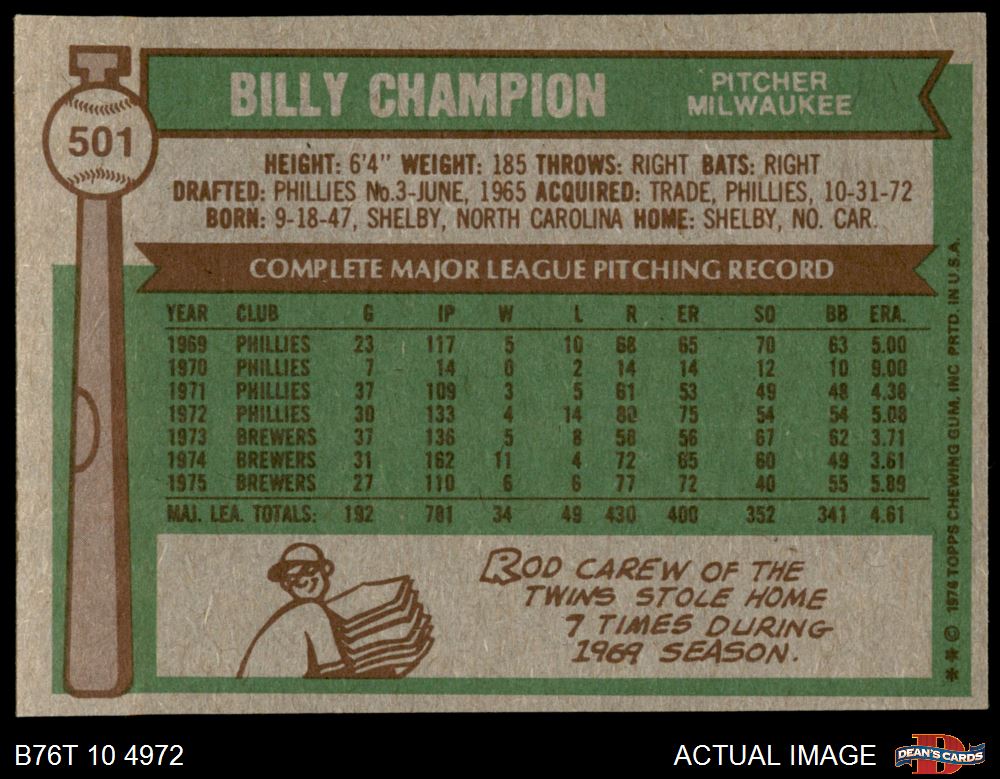 501
BILLY CHAMPION
PITCHER
MILWAUKEE
HEIGHT: 6'4" WEIGHT: 185 THROWS: RIGHT BATS: RIGHT
DRAFTED: PHILLIES No.3-JUNE, 1965 ACQUIRED: TRADE, PHILLIES, 10-31-72
BORN: 9-18-47, SHELBY, NORTH CAROLINA HOME: SHELBY, NO. CAR.
COMPLETE MAJOR LEAGUE PITCHING RECORD
YEAR CLUB G IP W L R ER SO BB ERA.
1969 PHILLIES 23 117 5 10 68 65 70 63 5.00
1970 PHILLIES 7 14 0 2 14 14 12 10 9.00
1971 PHILLIES 37 109 3 5 61 53 49 48 4.38
1972 PHILLIES 30 133 4 14 80 75 54 54 5.08
1973 BREWERS 37 136 5 8 58 56 67 62 3.71
1974 BREWERS 31 162 11 4 72 65 60 49 3.61
1975 BREWERS 27 110 6 6 77 72 40 55 5.89
MAJ. LEA. TOTALS: 192 781 34 49 430 400 352 341 4.61
ROD CAREW OF THE
TWINS STOLE HOME
7 TIMES DURING
1969 SEASON.
** © 1976 TOPPS CHEWING GUM, INC PRTD. IN U.S.A.
B76T 10 4972
ACTUAL IMAGE
DEAN'S CARDS